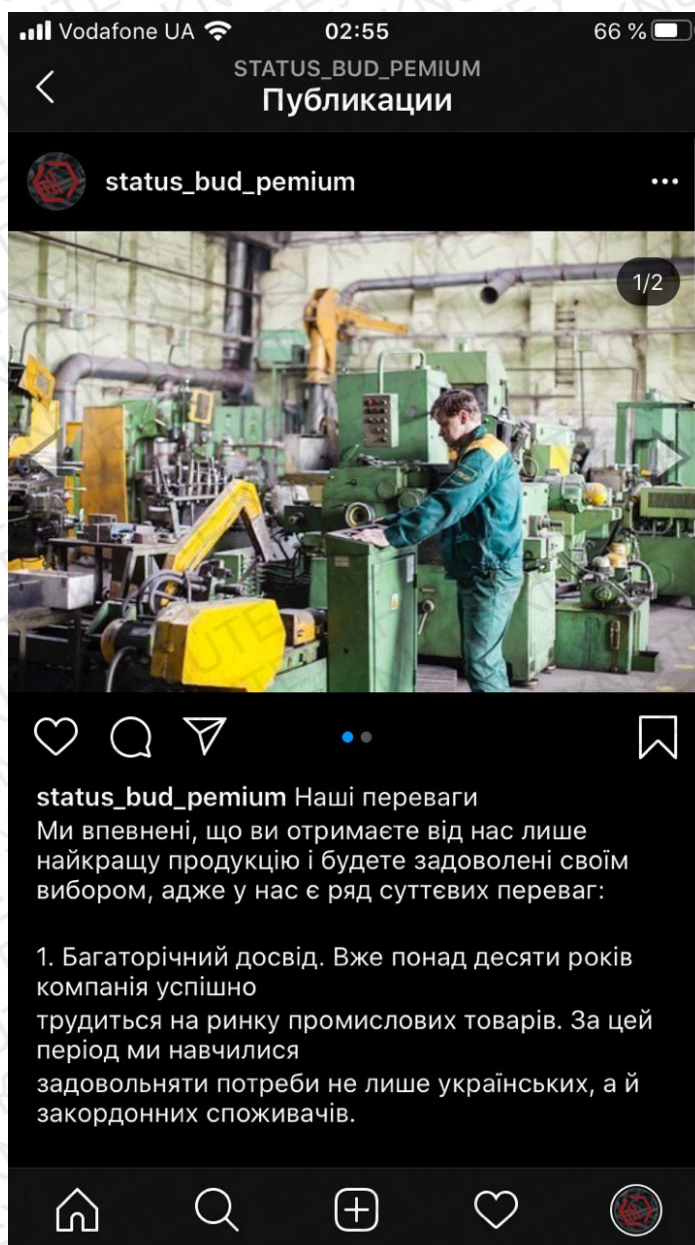 Vodafone UA 02:55 66 %
STATUS_BUD_PEMIUM
Публикации
status_bud_pemium
1/2
status_bud_pemium Наші переваги
Ми впевнені, що ви отримаєте від нас лише
найкращу продукцію і будете задоволені своїм
вибором, адже у нас є ряд суттєвих переваг:
1. Багаторічний досвід. Вже понад десяти років
компанія успішно
трудиться на ринку промислових товарів. За цей
період ми навчилися
задовольняти потреби не лише українських, а й
закордонних споживачів.